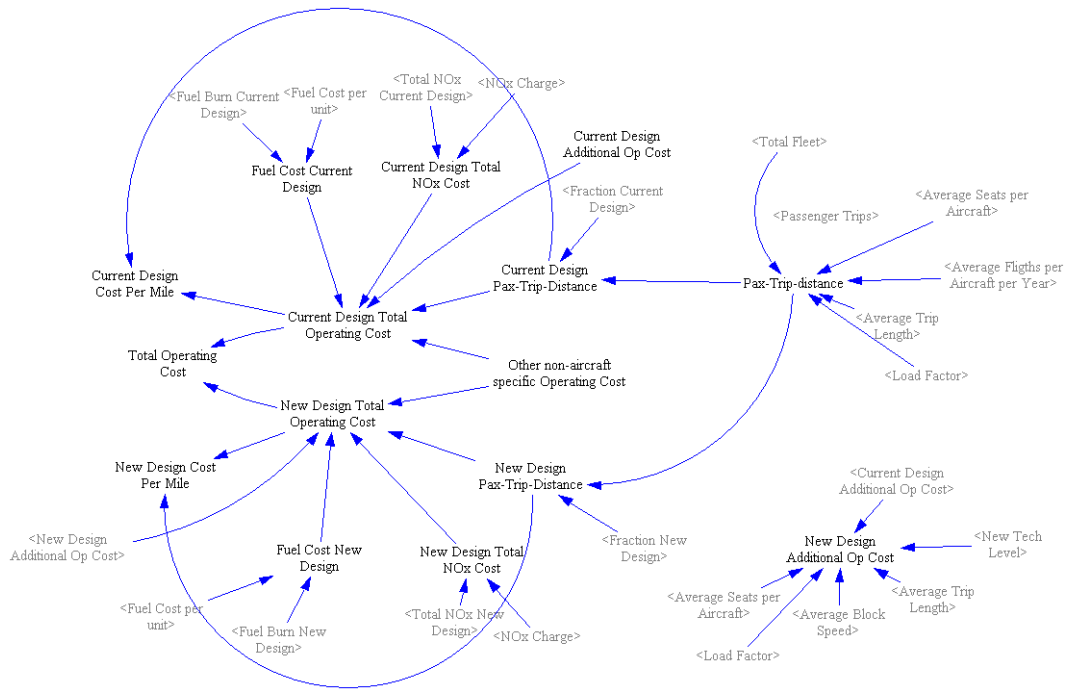 <Total NOx
Current Design>
<NOx Charge>
<Fuel Burn Current
Design>
<Fuel Cost per
unit>
Current Design
Additional Op Cost
<Total Fleet>
Fuel Cost Current
Design
Current Design Total
NOx Cost
<Fraction Current
Design>
<Average Seats per
Aircraft>
<Passenger Trips>
Current Design
Cost Per Mile
Current Design
Pax-Trip-Distance
Pax-Trip-distance
<Average Fligths per
Aircraft per Year>
Current Design Total
Operating Cost
<Average Trip
Length>
Total Operating
Cost
Other non-aircraft
specific Operating Cost
<Load Factor>
New Design Total
Operating Cost
New Design Cost
Per Mile
New Design
Pax-Trip-Distance
<Current Design
Additional Op Cost>
<New Design
Additional Op Cost>
Fuel Cost New
Design
New Design Total
NOx Cost
<Fraction New
Design>
New Design
Additional Op Cost
<New Tech
Level>
<Fuel Cost per
unit>
<Fuel Burn New
Design>
<Total NOx New
Design>
<NOx Charge>
<Average Seats per
Aircraft>
<Average Block
Speed>
<Average Trip
Length>
<Load Factor>